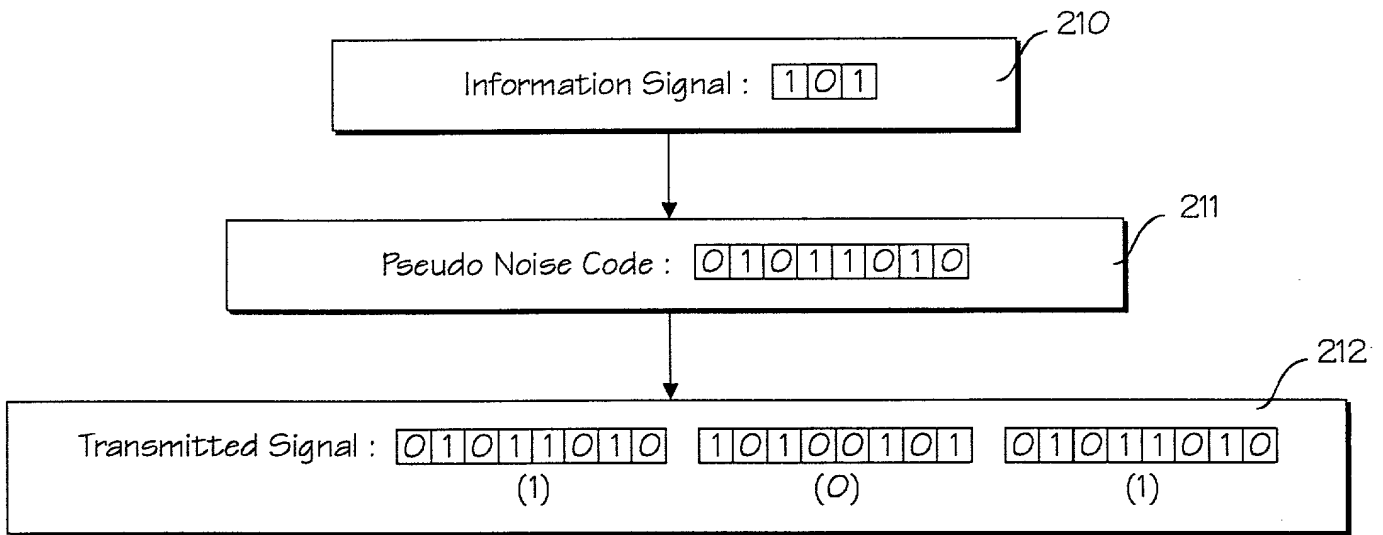 210
Information Signal : 1 0 1
211
Pseudo Noise Code : 0 1 0 1 1 0 1 0
212
Transmitted Signal : 0 1 0 1 1 0 1 0 1 0 1 0 0 1 0 1 0 1 0 1 1 0 1 0
(1) (0) (1)